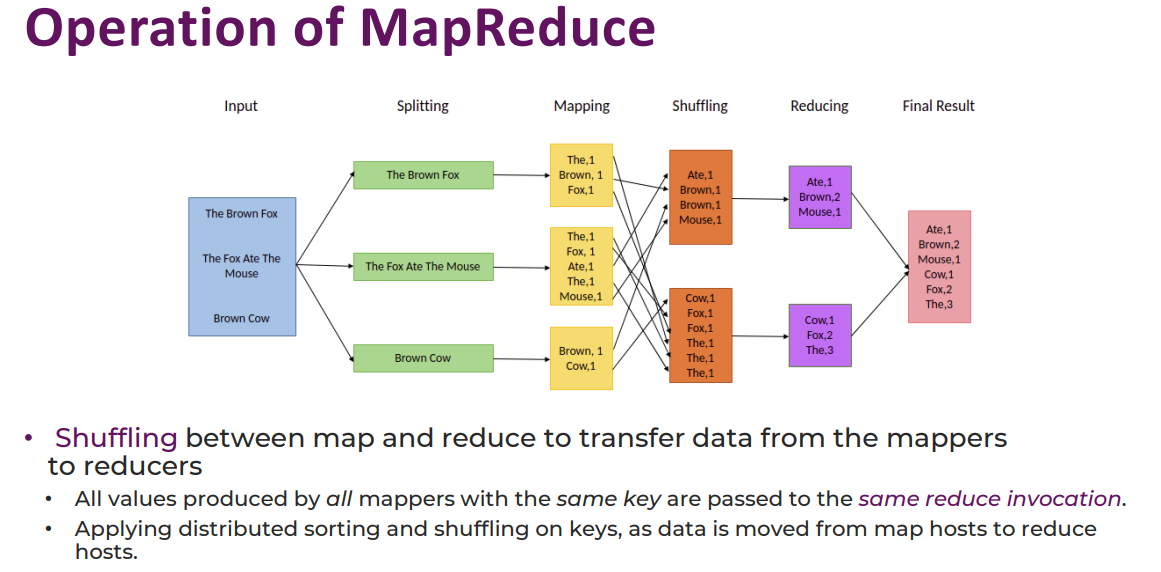 Operation of MapReduce
Input
Splitting
Mapping
Shuffling
Reducing
Final Result
The Brown Fox
The Fox Ate The
Mouse
Brown Cow
The Brown Fox
The Fox Ate The Mouse
Brown Cow
The,1
Brown, 1
Fox,1
The,1
Fox, 1
Ate,1
The,1
Mouse,1
Brown, 1
Cow,1
Ate,1
Brown,1
Brown,1
Mouse,1
Cow,1
Fox,1
Fox,1
The,1
The,1
The,1
Ate,1
Brown,2
Mouse,1
Cow,1
Fox,2
The,3
Ate,1
Brown,2
Mouse,1
Cow,1
Fox,2
The,3
• Shuffling between map and reduce to transfer data from the mappers
to reducers
• All values produced by all mappers with the same key are passed to the same reduce invocation.
• Applying distributed sorting and shuffling on keys, as data is moved from map hosts to reduce
hosts.